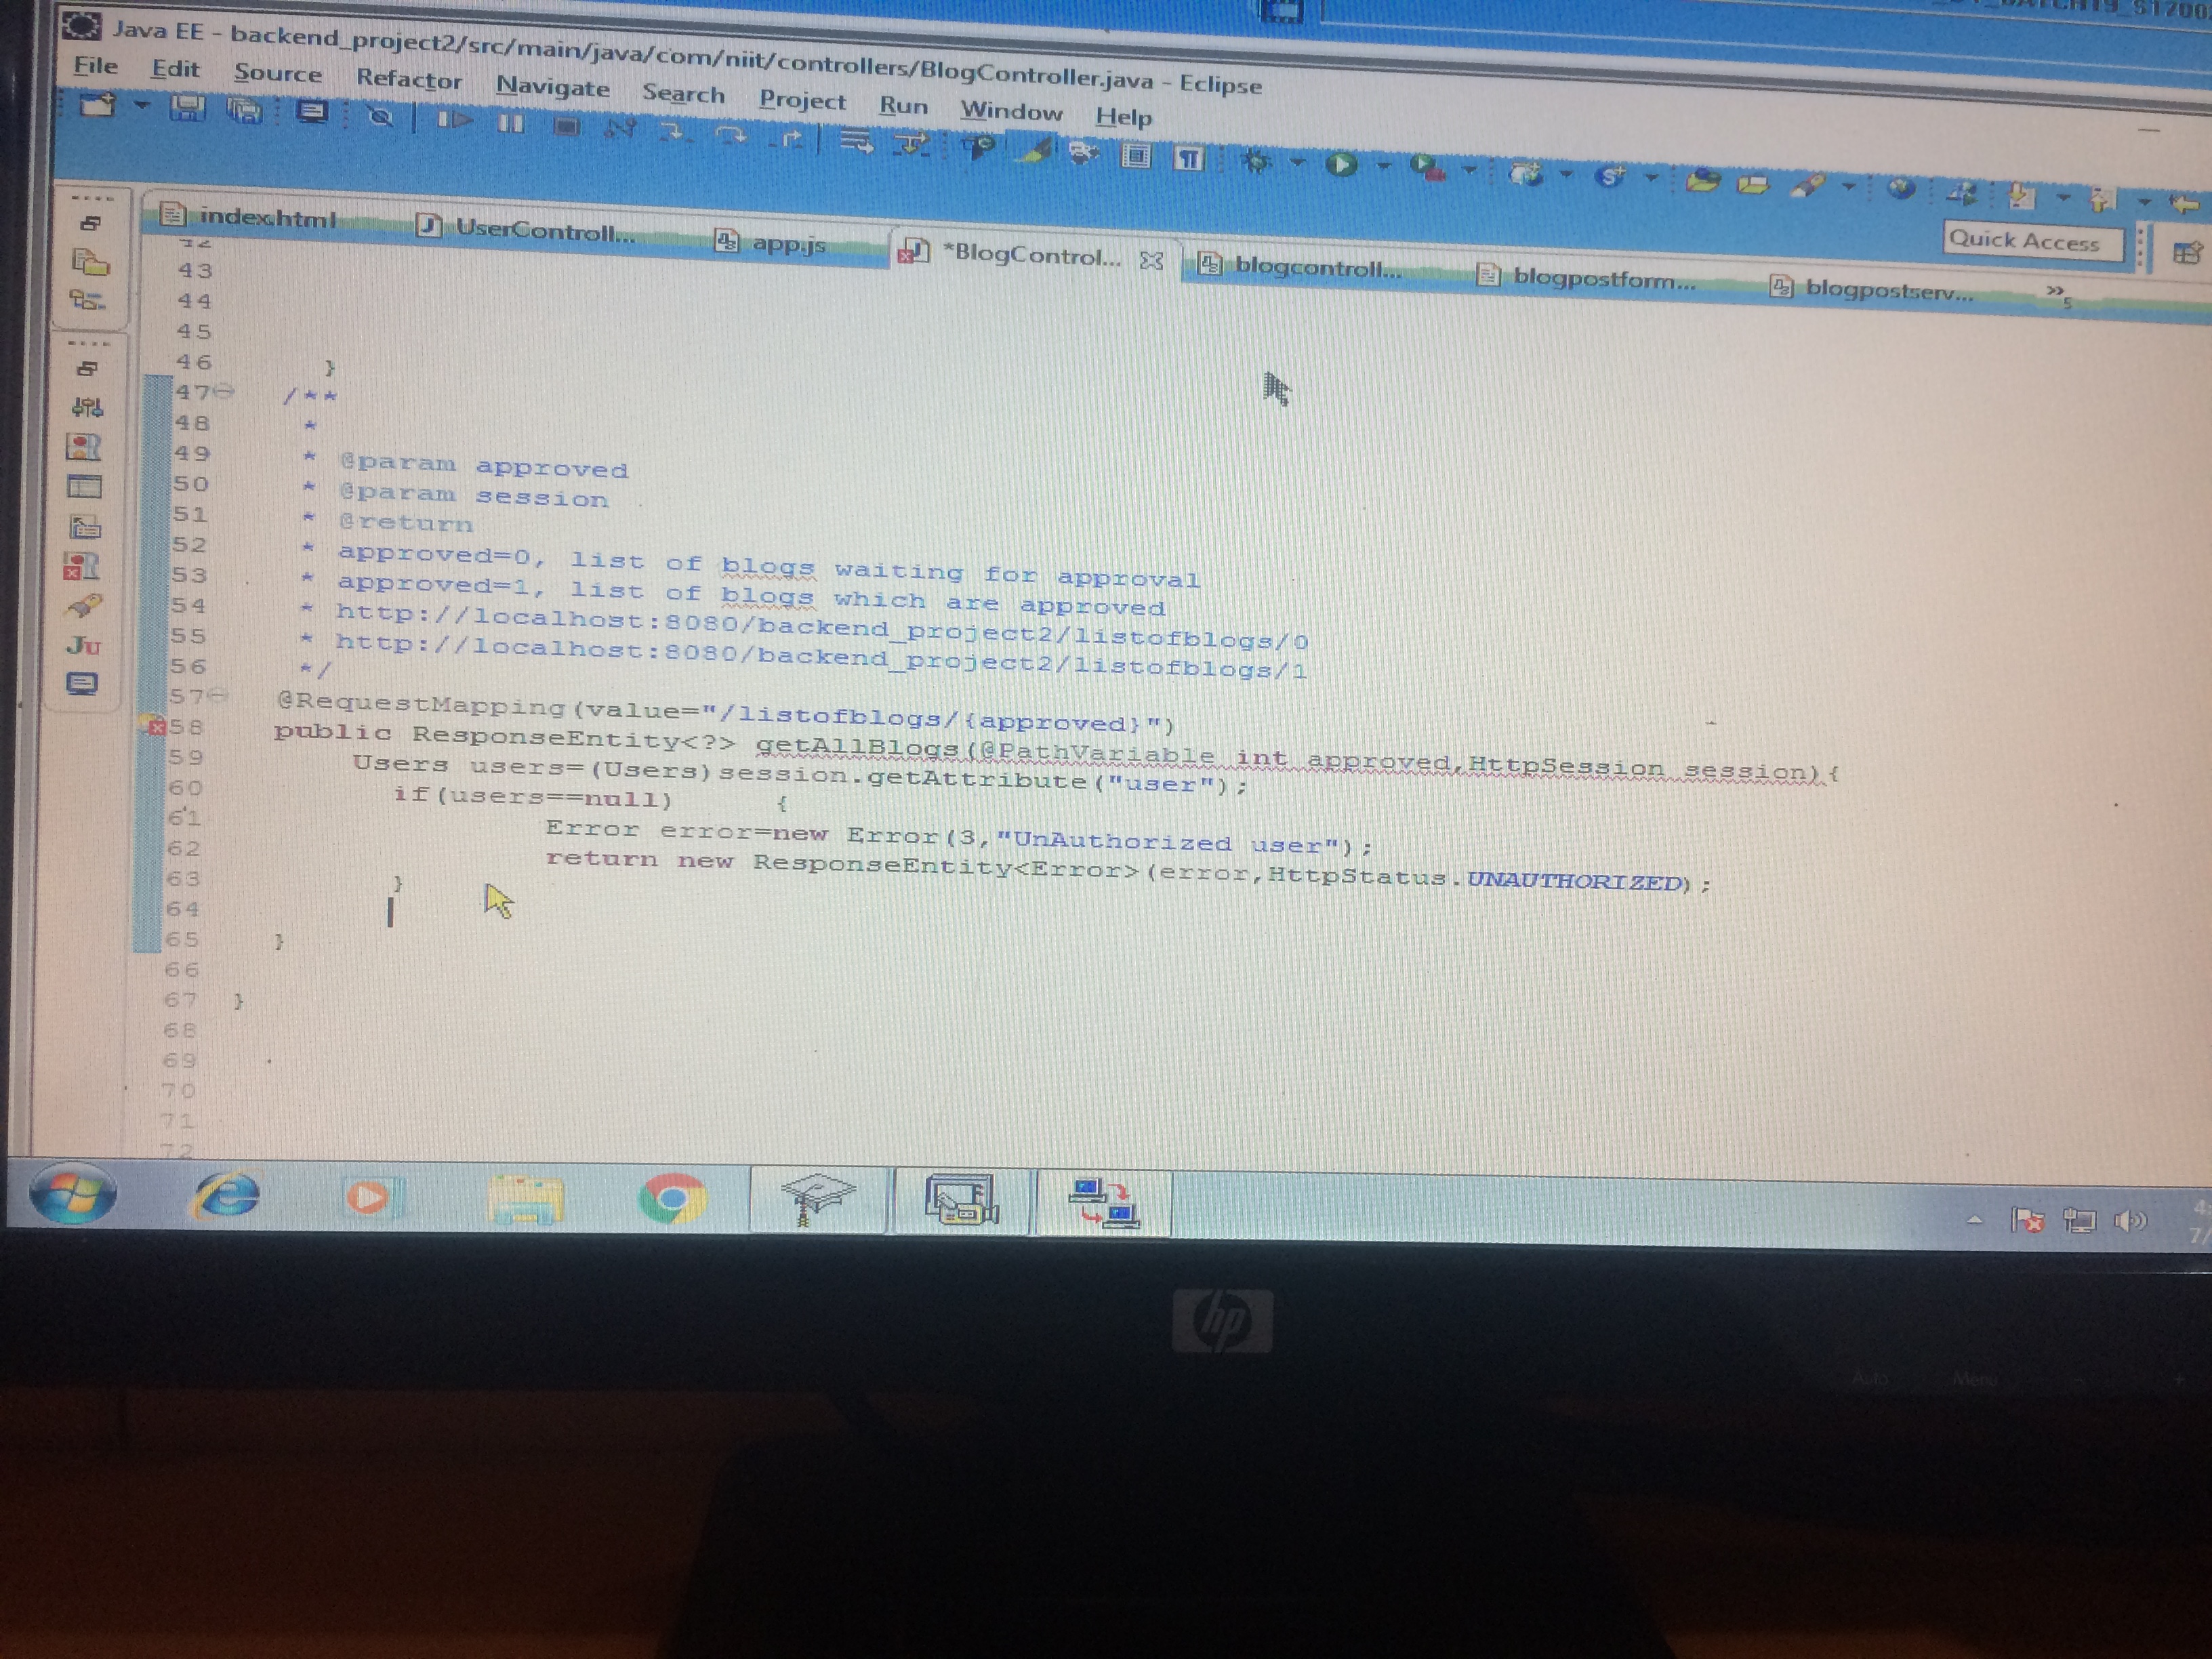 Java EE - backend_project2/src/main/java/com/niit/controllers/BlogController.java - Eclipse
File Edit Source Refactor Navigate Search Project Run Window Help
Quick Access
index.html UserControll... app.js *BlogControl... blogcontroll... blogpostform... blogpostserv... »5
43
44
45
46 }
47 /**
48 *
49 * @param approved
50 * @param session
51 * @return
52 * approved=0, list of blogs waiting for approval
53 * approved=1, list of blogs which are approved
54 * http://localhost:8080/backend_project2/listofblogs/0
55 * http://localhost:8080/backend_project2/listofblogs/1
56 */
57 @RequestMapping(value="/listofblogs/{approved}")
58 public ResponseEntity<?> getAllBlogs(@PathVariable int approved,HttpSession session){
59 Users users=(Users)session.getAttribute("user");
60 if(users==null) {
61 Error error=new Error(3,"UnAuthorized user");
62 return new ResponseEntity<Error>(error,HttpStatus.UNAUTHORIZED);
63 }
64
65 }
66
67 }
68
69
70
71
72
Ju
hp
Auto Menu